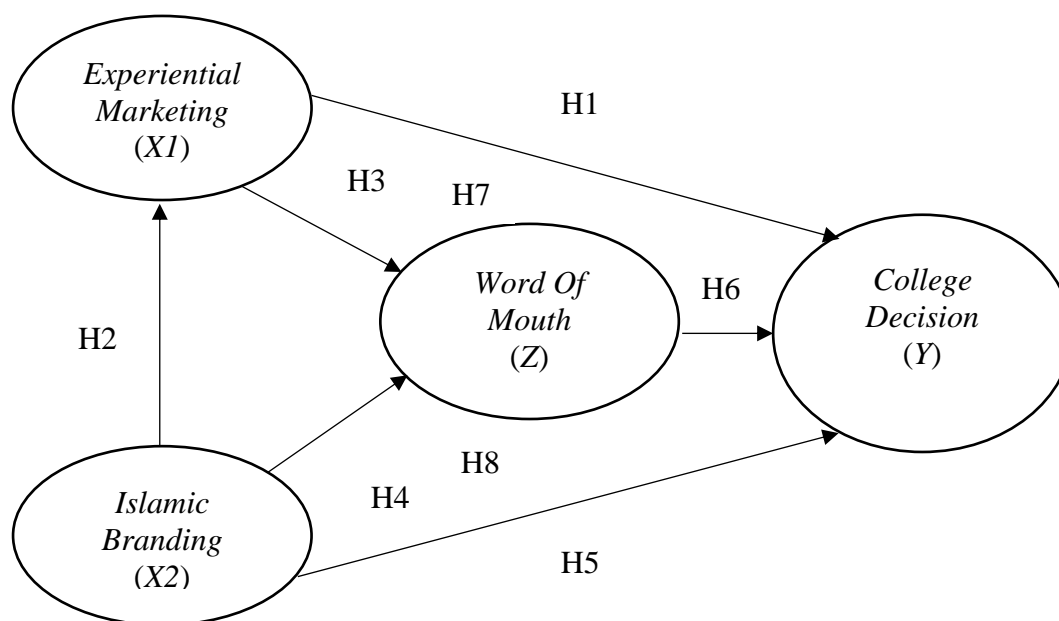 Experiential
Marketing
(X1)
H1
H3
H7
Word Of
Mouth
(Z)
H6
College
Decision
(Y)
H2
H8
H4
Islamic
Branding
(X2)
H5